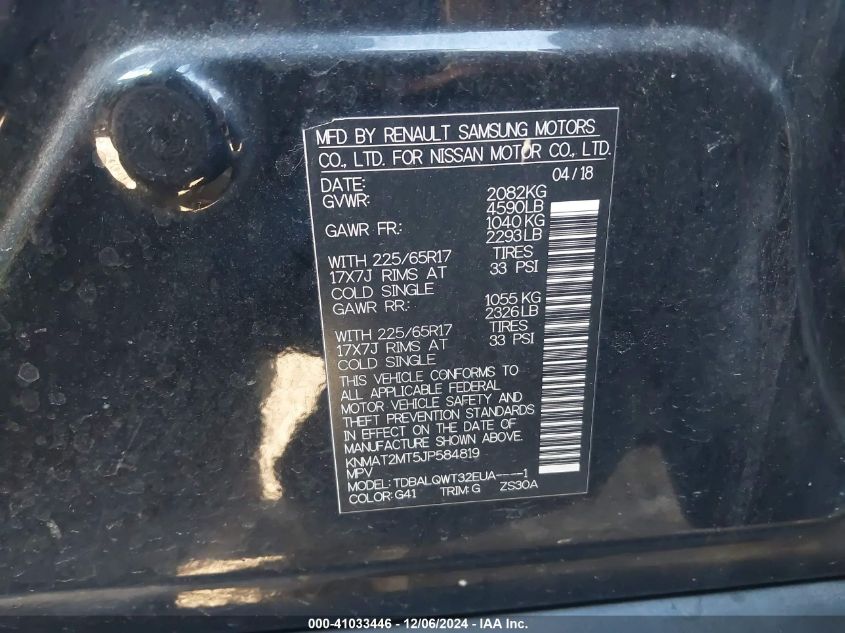 MFD BY RENAULT SAMSUNG MOTORS
CO., LTD. FOR NISSAN MOTOR CO., LTD.
DATE: 04/18
GVWR: 2082KG
4590LB
GAWR FR: 1040KG
2293LB
WITH 225/65R17 TIRES
17X7J RIMS AT 33 PSI
COLD SINGLE
GAWR RR: 1055KG
2326LB
WITH 225/65R17 TIRES
17X7J RIMS AT 33 PSI
COLD SINGLE
THIS VEHICLE CONFORMS TO
ALL APPLICABLE FEDERAL
MOTOR VEHICLE SAFETY AND
THEFT PREVENTION STANDARDS
IN EFFECT ON THE DATE OF
MANUFACTURE SHOWN ABOVE.
KNMAT2MT5JP584819
MPV
MODEL: TDBALQWT32EUA----1
COLOR: G41 TRIM: G ZS30A
000-41033446 - 12/06/2024 - IAA Inc.